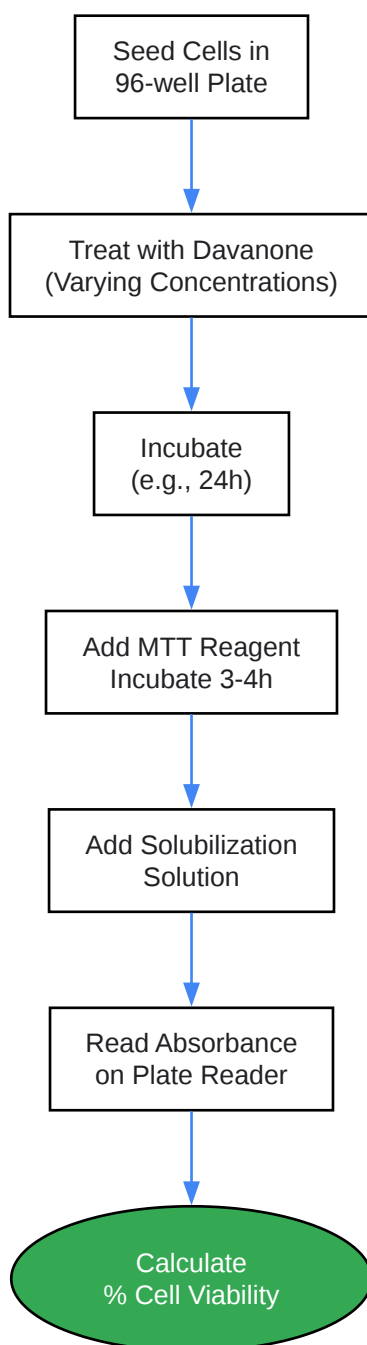 Seed Cells in
96-well Plate
Treat with Davanone
(Varying Concentrations)
Incubate
(e.g., 24h)
Add MTT Reagent
Incubate 3-4h
Add Solubilization
Solution
Read Absorbance
on Plate Reader
Calculate
% Cell Viability